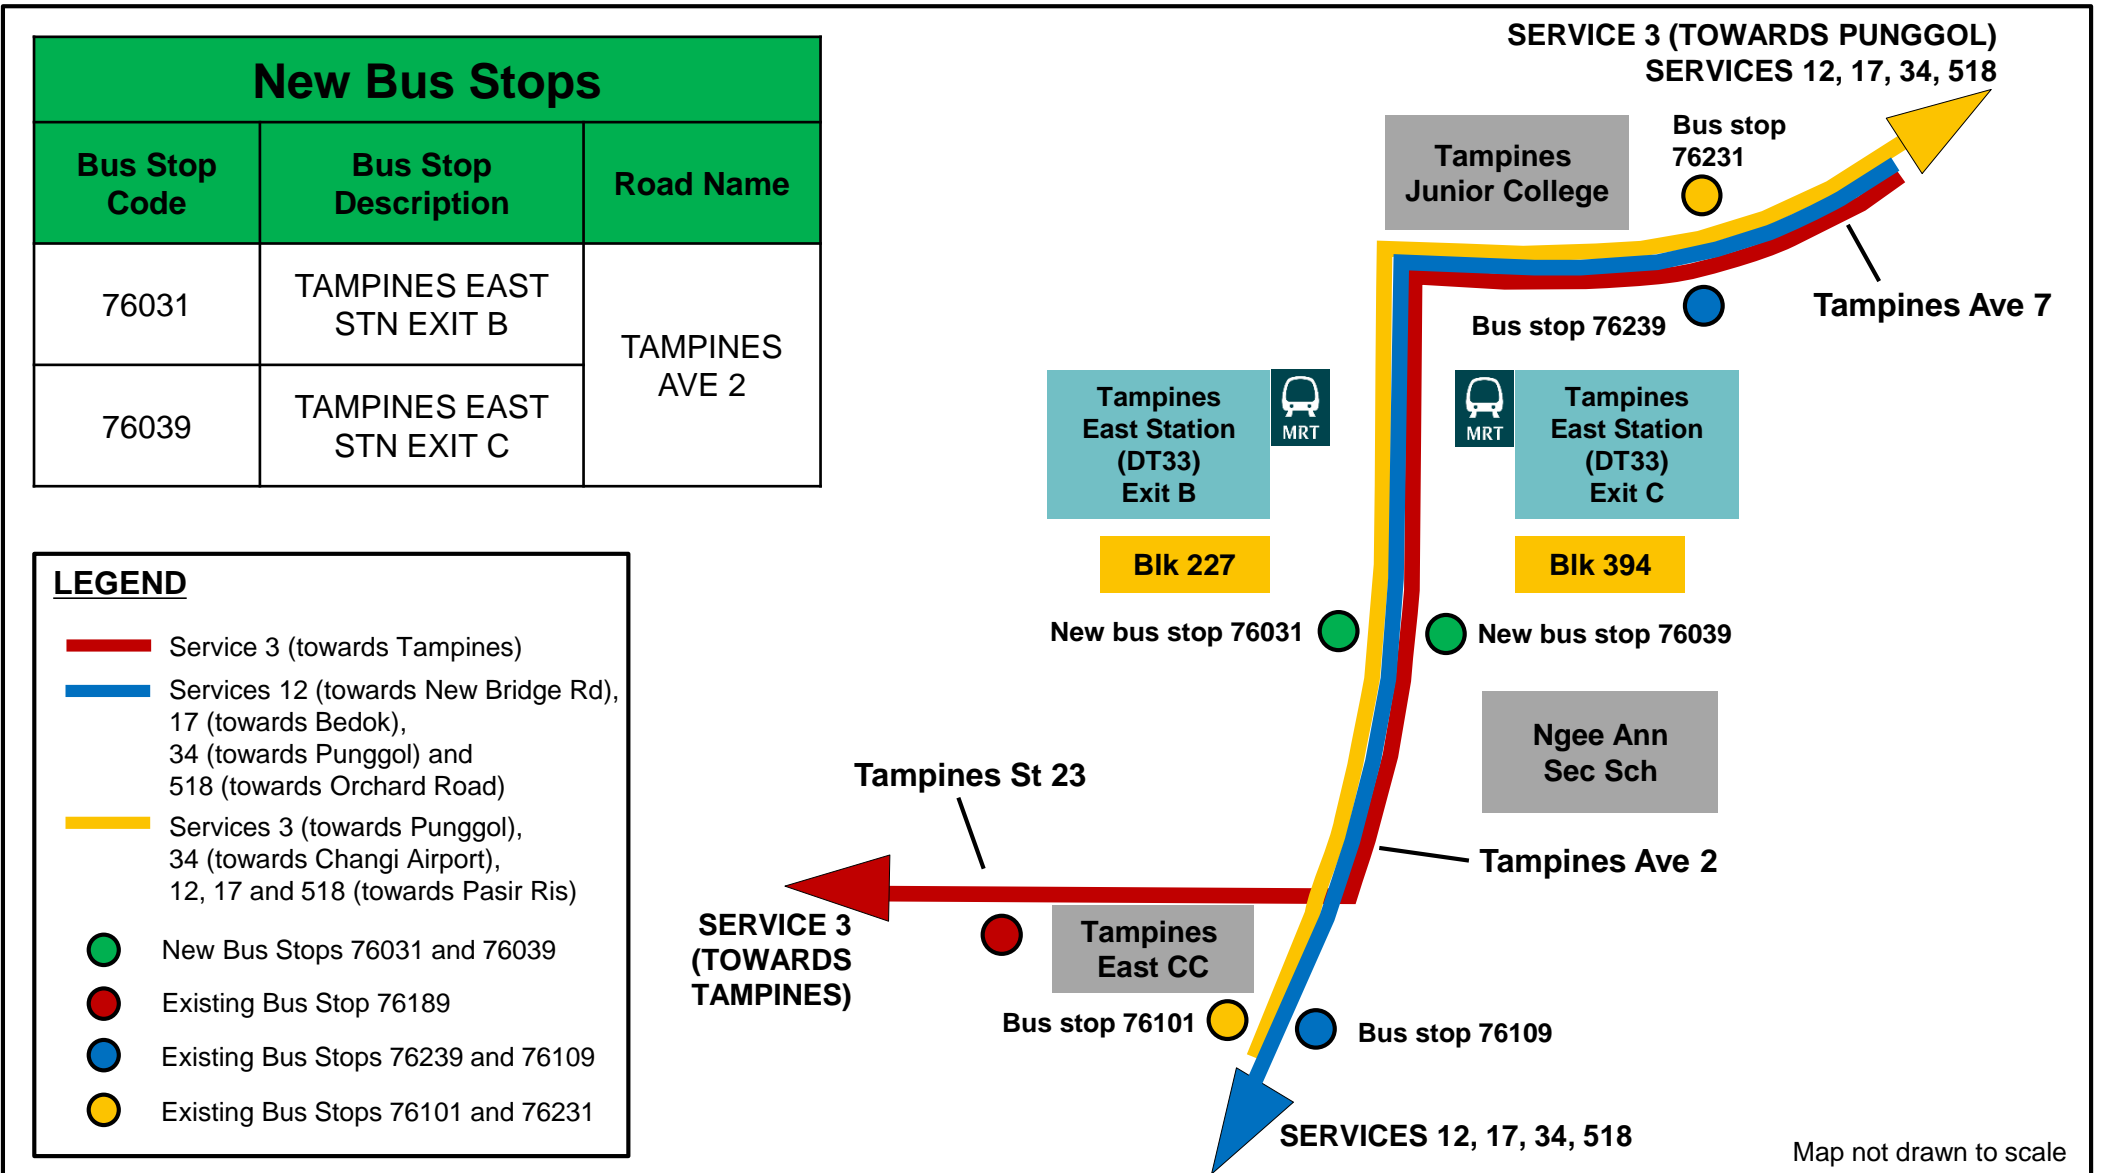 New Bus Stops
Bus Stop
Code
Bus Stop
Description
Road Name
76031
TAMPINES EAST
STN EXIT B
TAMPINES
AVE 2
76039
TAMPINES EAST
STN EXIT C
LEGEND
Service 3 (towards Tampines)
Services 12 (towards New Bridge Rd),
17 (towards Bedok),
34 (towards Punggol) and
518 (towards Orchard Road)
Services 3 (towards Punggol),
34 (towards Changi Airport),
12, 17 and 518 (towards Pasir Ris)
New Bus Stops 76031 and 76039
Existing Bus Stop 76189
Existing Bus Stops 76239 and 76109
Existing Bus Stops 76101 and 76231
SERVICE 3 (TOWARDS PUNGGOL)
SERVICES 12, 17, 34, 518
Tampines
Junior College
Bus stop
76231
Bus stop 76239
Tampines Ave 7
Tampines
East Station
(DT33)
Exit B
MRT
MRT
Tampines
East Station
(DT33)
Exit C
Blk 227
Blk 394
New bus stop 76031
New bus stop 76039
Ngee Ann
Sec Sch
Tampines St 23
Tampines Ave 2
SERVICE 3
(TOWARDS
TAMPINES)
Tampines
East CC
Bus stop 76101
Bus stop 76109
SERVICES 12, 17, 34, 518
Map not drawn to scale